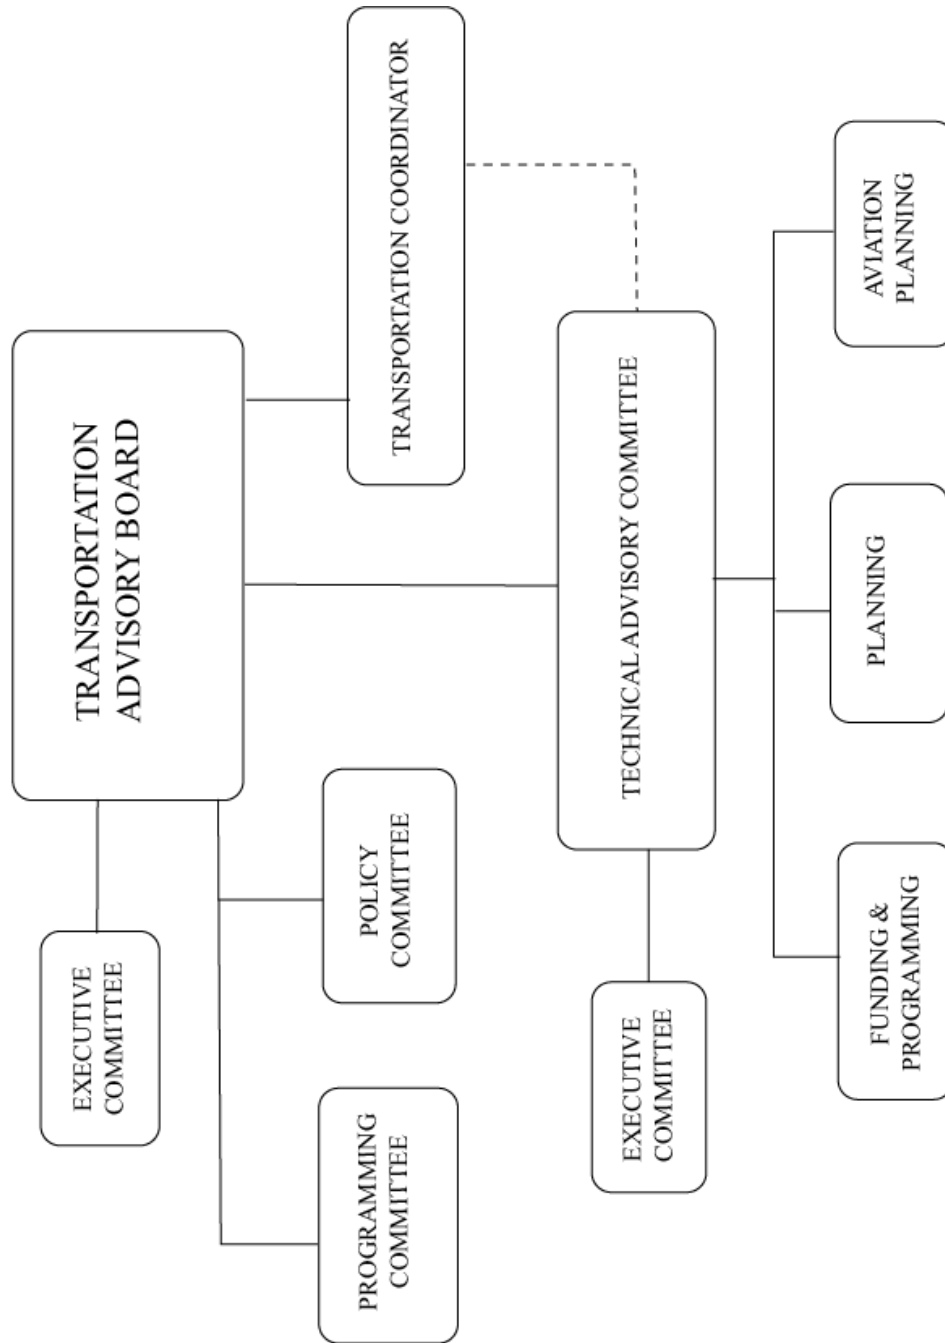 TRANSPORTATION
ADVISORY BOARD
EXECUTIVE
COMMITTEE
TRANSPORTATION COORDINATOR
POLICY
COMMITTEE
PROGRAMMING
COMMITTEE
TECHNICAL ADVISORY COMMITTEE
EXECUTIVE
COMMITTEE
FUNDING &
PROGRAMMING
PLANNING
AVIATION
PLANNING